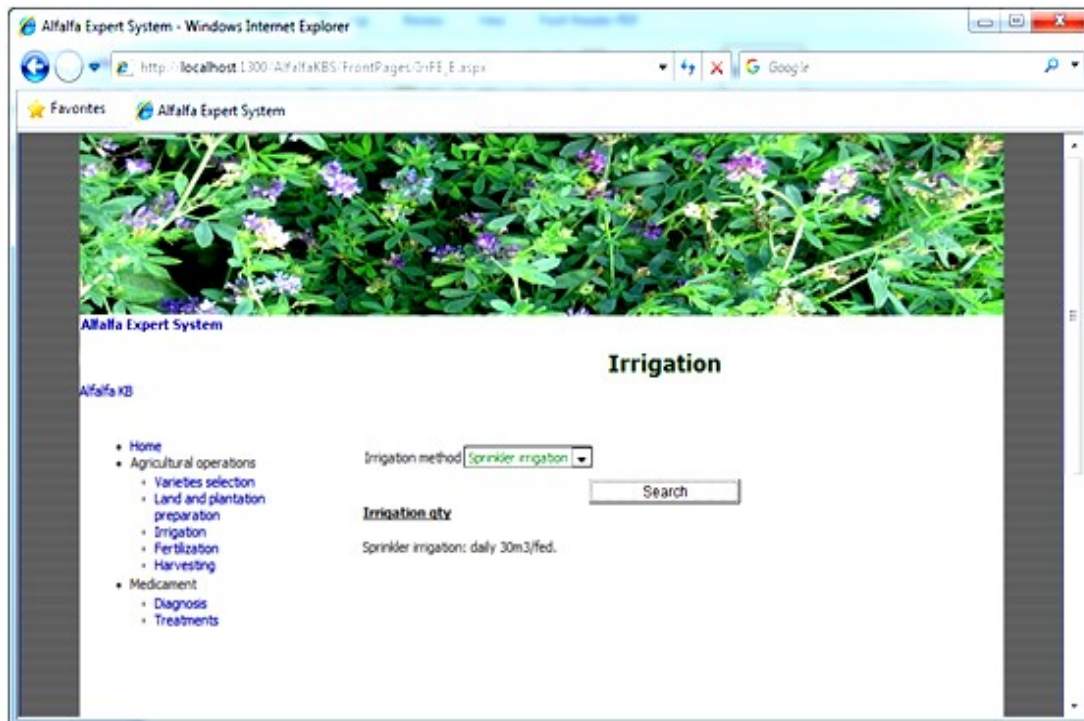 Alfalfa Expert System - Windows Internet Explorer
http://localhost:1300/AlfalfaKBS/FrontPages/IrriFE_E.aspx
Google
Favorites
Alfalfa Expert System
Alfalfa Expert System
Irrigation
Alfalfa KB
Home
Agricultural operations
Varieties selection
Land and plantation
preparation
Irrigation
Fertilization
Harvesting
Medicament
Diagnosis
Treatments
Irrigation method Sprinkler irrigation
Search
Irrigation qty
Sprinkler irrigation: daily 30m3/fed.